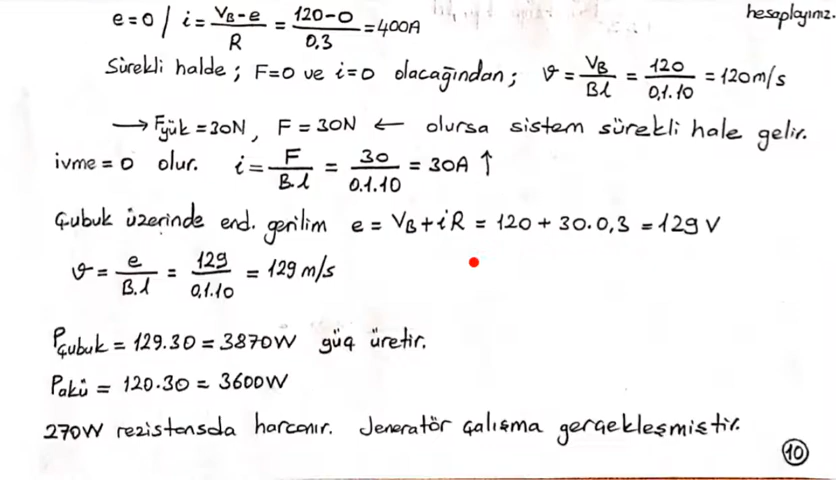 hesaplayınız.
e=0 / i = (V_B - e) / R = (120-0) / 0.3 = 400A
Sürekli halde; F=0 ve i=0 olacağından; ϑ = V_B / B.l = 120 / 0,1.10 = 120m/s
→ F_yük = 30N, F = 30N ← olursa sistem sürekli hale gelir.
ivme = 0 olur. i = F / B.l = 30 / 0.1.10 = 30A ↑
Çubuk üzerinde end. gerilim e = V_B + iR = 120 + 30.0,3 = 129 V
ϑ = e / B.l = 129 / 0,1.10 = 129 m/s
P_çubuk = 129.30 = 3870W güç üretir.
P_akü = 120.30 = 3600W
270W rezistansda harcanır. Jeneratör çalışma gerçekleşmiştir.
10